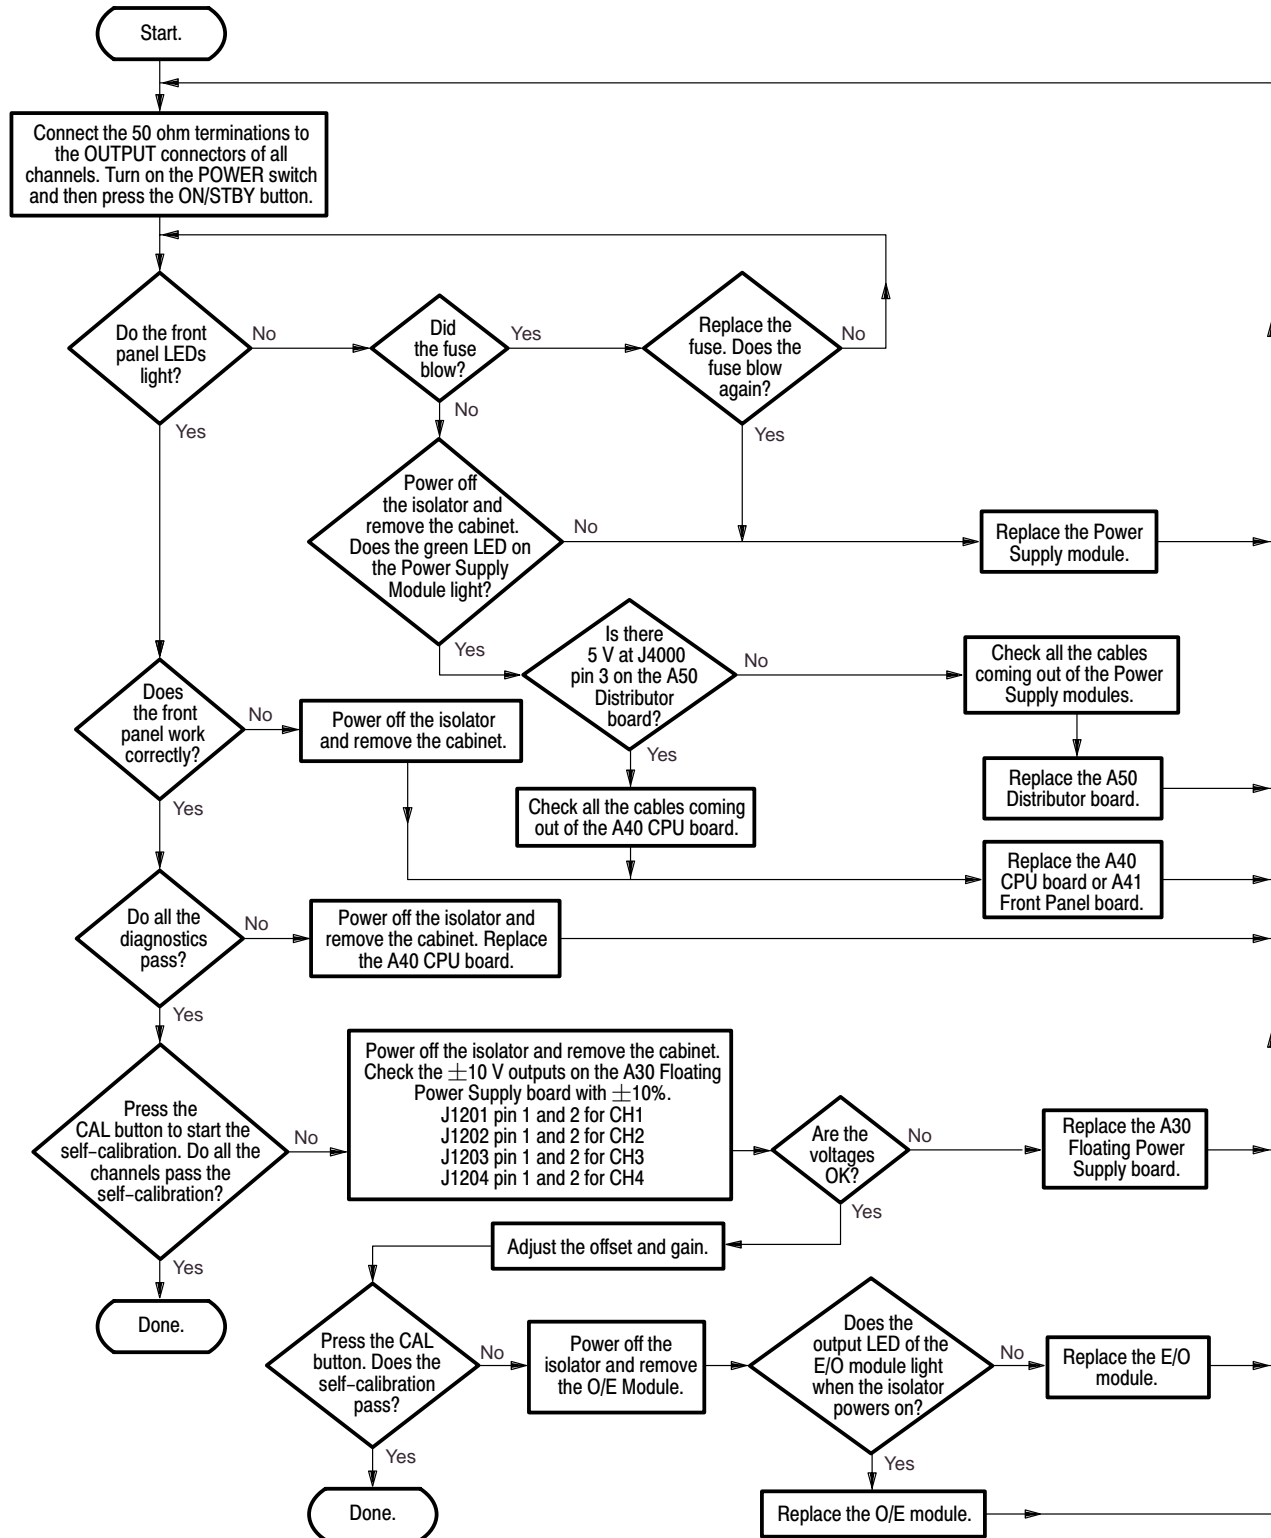 Start.
Connect the 50 ohm terminations to
the OUTPUT connectors of all
channels. Turn on the POWER switch
and then press the ON/STBY button.
Do the front
panel LEDs
light?
No
Yes
Did
the fuse
blow?
Yes
No
Replace the
fuse. Does the
fuse blow
again?
No
Yes
Power off
the isolator and
remove the cabinet.
Does the green LED on
the Power Supply
Module light?
No
Yes
Replace the Power
Supply module.
Is there
5 V at J4000
pin 3 on the A50
Distributor
board?
No
Yes
Check all the cables
coming out of the Power
Supply modules.
Replace the A50
Distributor board.
Does
the front
panel work
correctly?
No
Yes
Power off the isolator
and remove the cabinet.
Check all the cables coming
out of the A40 CPU board.
Replace the A40
CPU board or A41
Front Panel board.
Do all the
diagnostics
pass?
No
Yes
Power off the isolator and
remove the cabinet. Replace
the A40 CPU board.
Press the
CAL button to start the
self-calibration. Do all the
channels pass the
self-calibration?
No
Yes
Done.
Power off the isolator and remove the cabinet.
Check the ±10 V outputs on the A30 Floating
Power Supply board with ±10%.
J1201 pin 1 and 2 for CH1
J1202 pin 1 and 2 for CH2
J1203 pin 1 and 2 for CH3
J1204 pin 1 and 2 for CH4
Are the
voltages
OK?
No
Yes
Replace the A30
Floating Power
Supply board.
Adjust the offset and gain.
Press the CAL
button. Does the
self-calibration
pass?
No
Yes
Done.
Power off the
isolator and remove
the O/E Module.
Does the
output LED of the
E/O module light
when the isolator
powers on?
No
Yes
Replace the E/O
module.
Replace the O/E module.